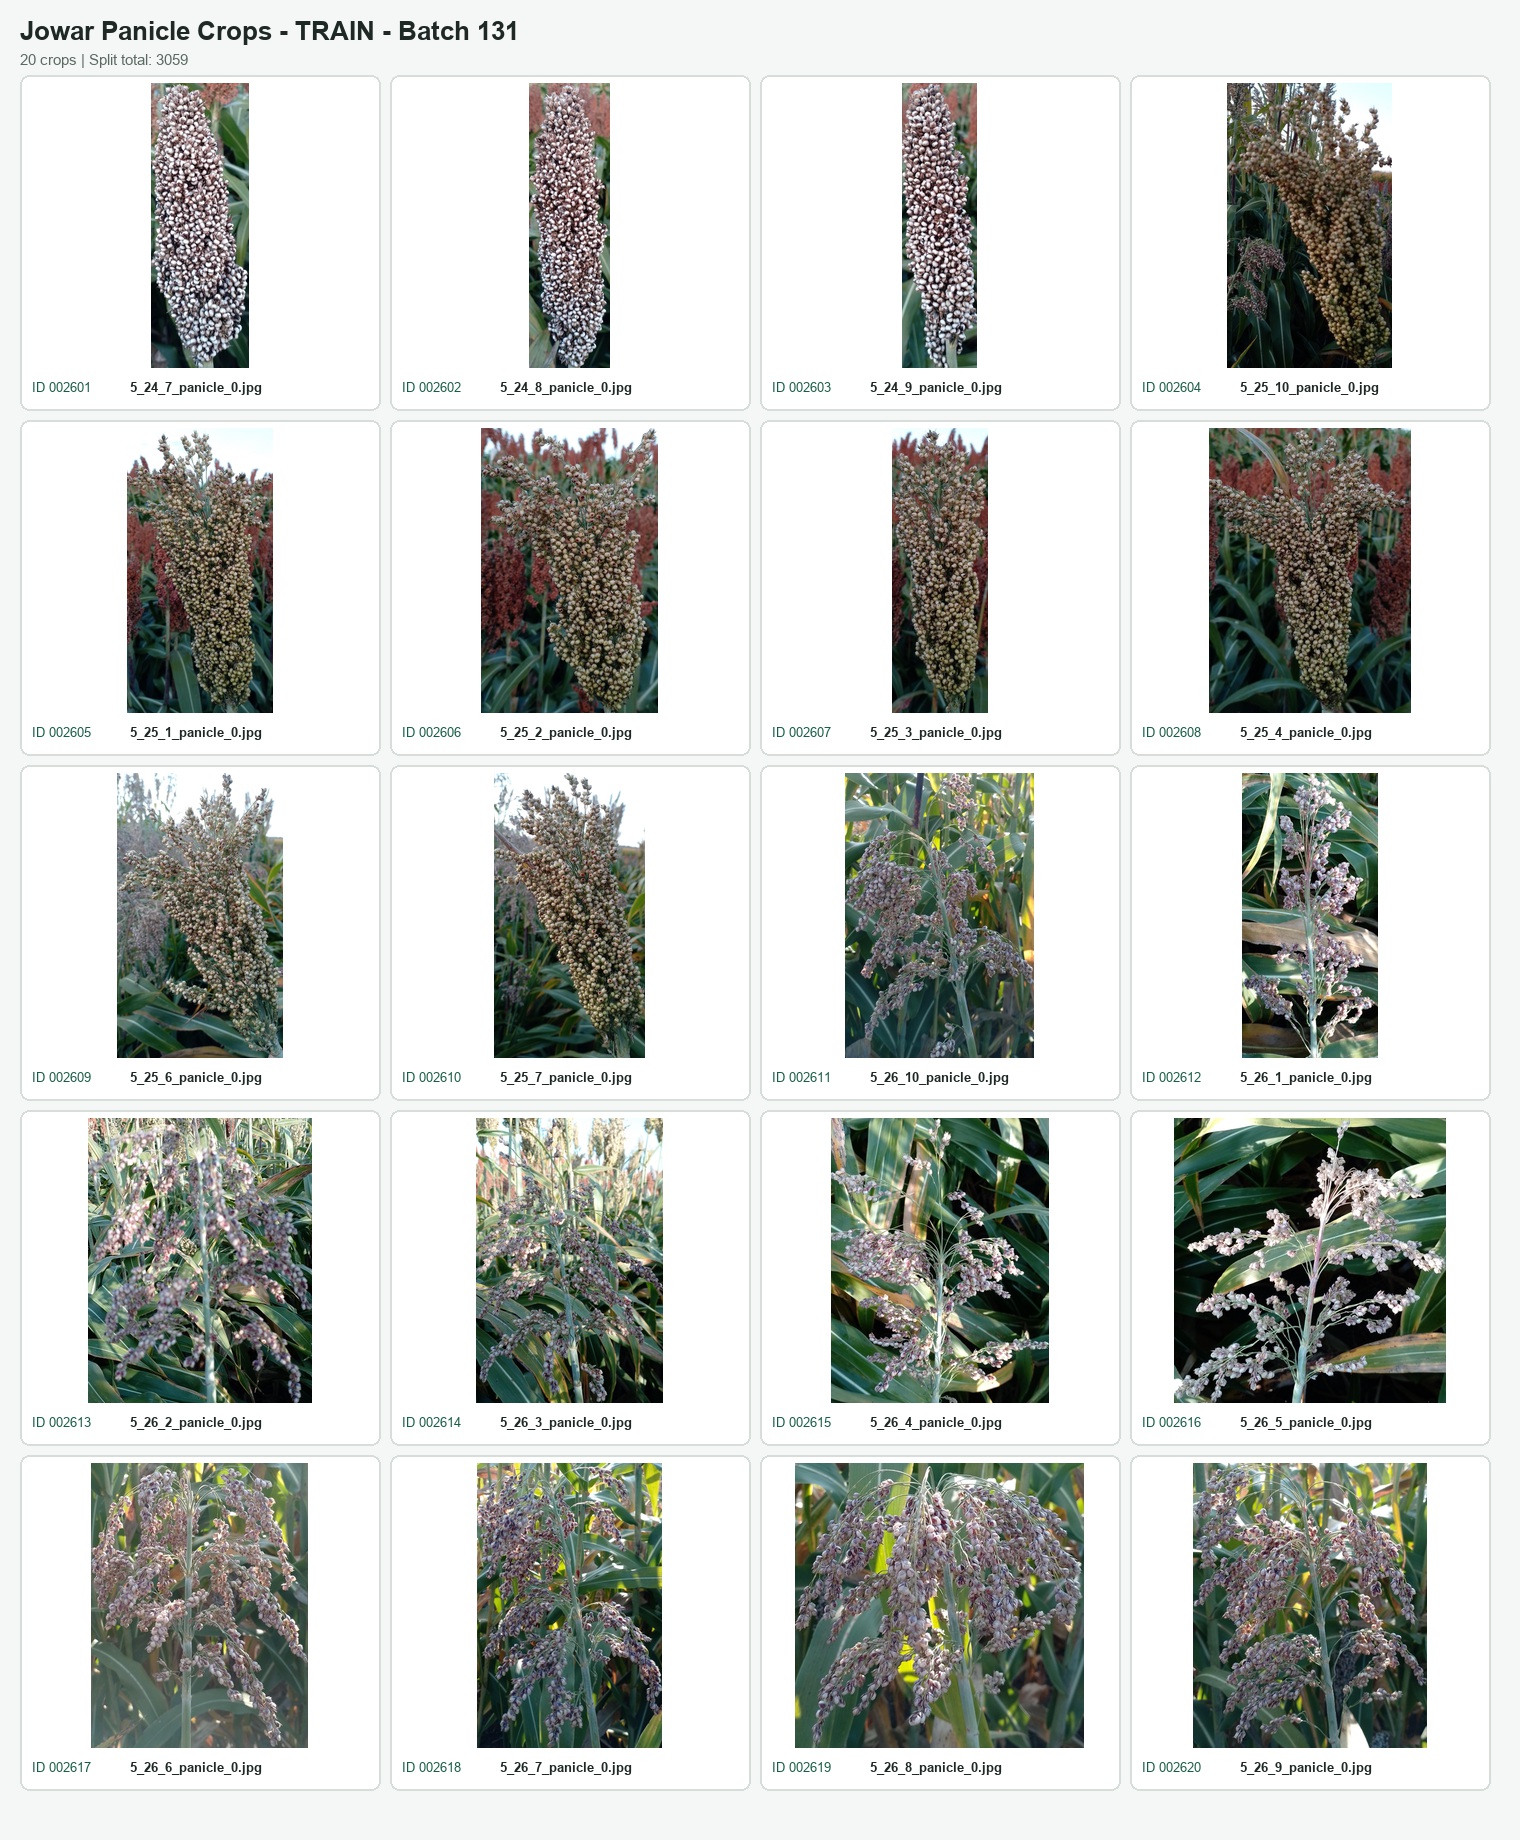 Jowar Panicle Crops - TRAIN - Batch 131
20 crops | Split total: 3059
ID 002601 5_24_7_panicle_0.jpg
ID 002602 5_24_8_panicle_0.jpg
ID 002603 5_24_9_panicle_0.jpg
ID 002604 5_25_10_panicle_0.jpg
ID 002605 5_25_1_panicle_0.jpg
ID 002606 5_25_2_panicle_0.jpg
ID 002607 5_25_3_panicle_0.jpg
ID 002608 5_25_4_panicle_0.jpg
ID 002609 5_25_6_panicle_0.jpg
ID 002610 5_25_7_panicle_0.jpg
ID 002611 5_26_10_panicle_0.jpg
ID 002612 5_26_1_panicle_0.jpg
ID 002613 5_26_2_panicle_0.jpg
ID 002614 5_26_3_panicle_0.jpg
ID 002615 5_26_4_panicle_0.jpg
ID 002616 5_26_5_panicle_0.jpg
ID 002617 5_26_6_panicle_0.jpg
ID 002618 5_26_7_panicle_0.jpg
ID 002619 5_26_8_panicle_0.jpg
ID 002620 5_26_9_panicle_0.jpg